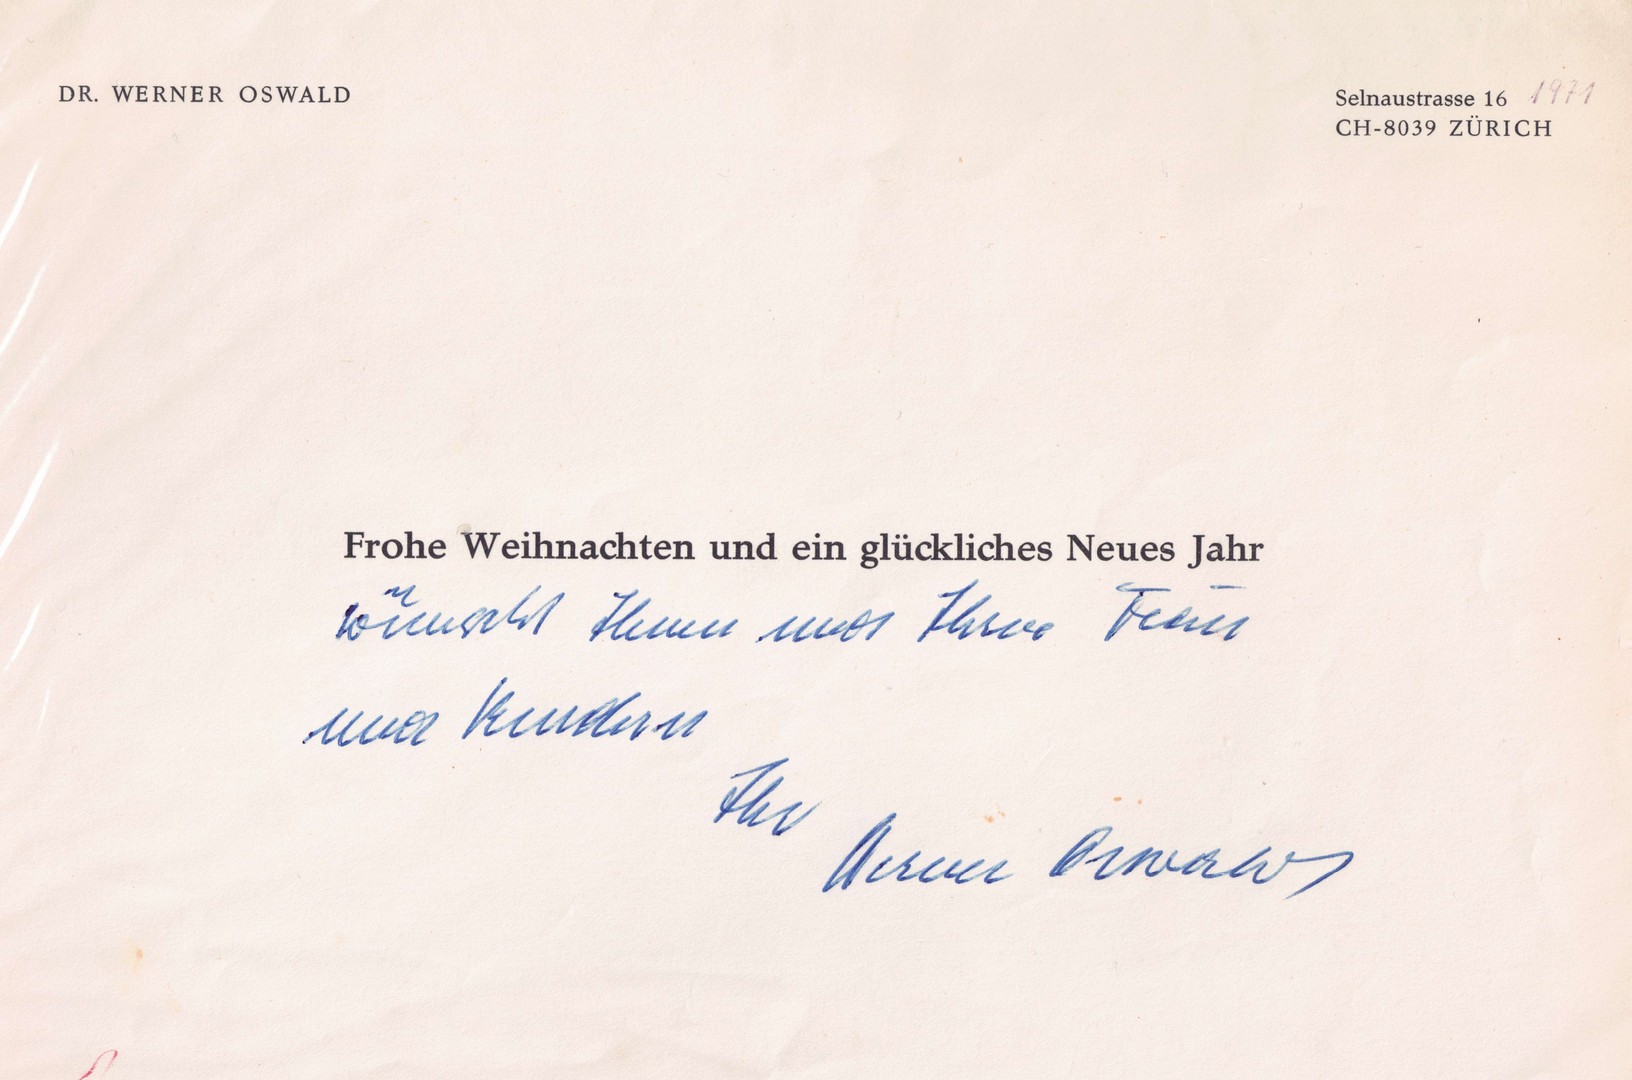 DR. WERNER OSWALD
Selnaustrasse 16 1971
CH-8039 ZÜRICH
Frohe Weihnachten und ein glückliches Neues Jahr
wünscht Ihnen und Ihrer Frau
und Kindern
Ihr
Werner Oswald